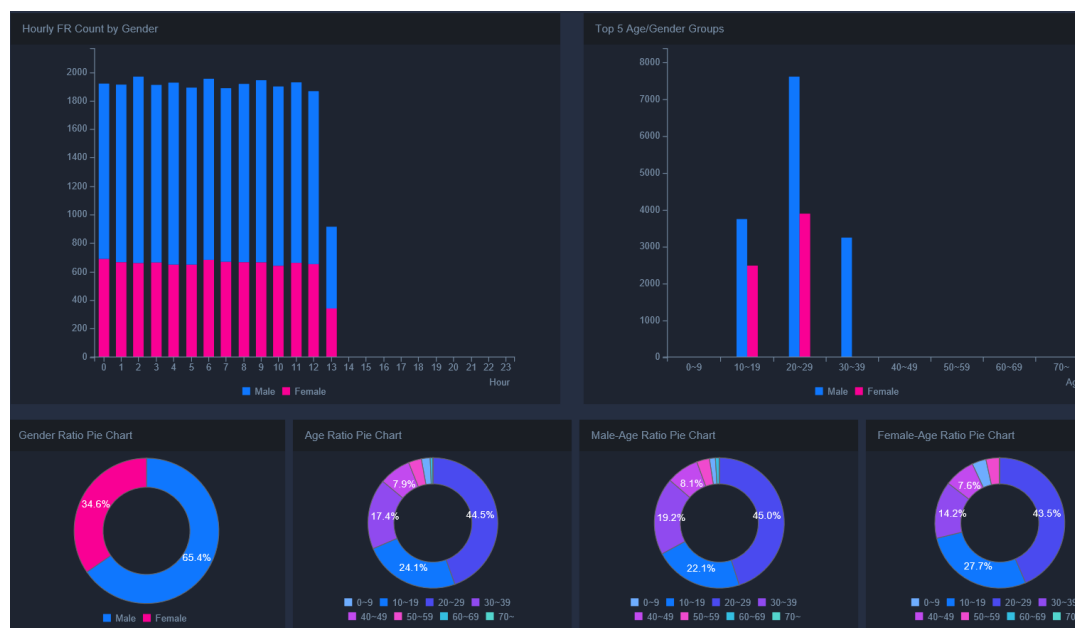 Hourly FR Count by Gender
2000
1800
1600
1400
1200
1000
800
600
400
200
0
0 1 2 3 4 5 6 7 8 9 10 11 12 13 14 15 16 17 18 19 20 21 22 23
Hour
Male Female
Top 5 Age/Gender Groups
8000
7000
6000
5000
4000
3000
2000
1000
0
0~9 10~19 20~29 30~39 40~49 50~59 60~69 70~
Male Female
Gender Ratio Pie Chart
34.6%
65.4%
Male Female
Age Ratio Pie Chart
7.9%
17.4%
44.5%
24.1%
0~9 10~19 20~29 30~39
40~49 50~59 60~69 70~
Male-Age Ratio Pie Chart
8.1%
19.2%
45.0%
22.1%
0~9 10~19 20~29 30~39
40~49 50~59 60~69 70~
Female-Age Ratio Pie Chart
7.6%
14.2%
43.5%
27.7%
0~9 10~19 20~29 30~39
40~49 50~59 60~69 70